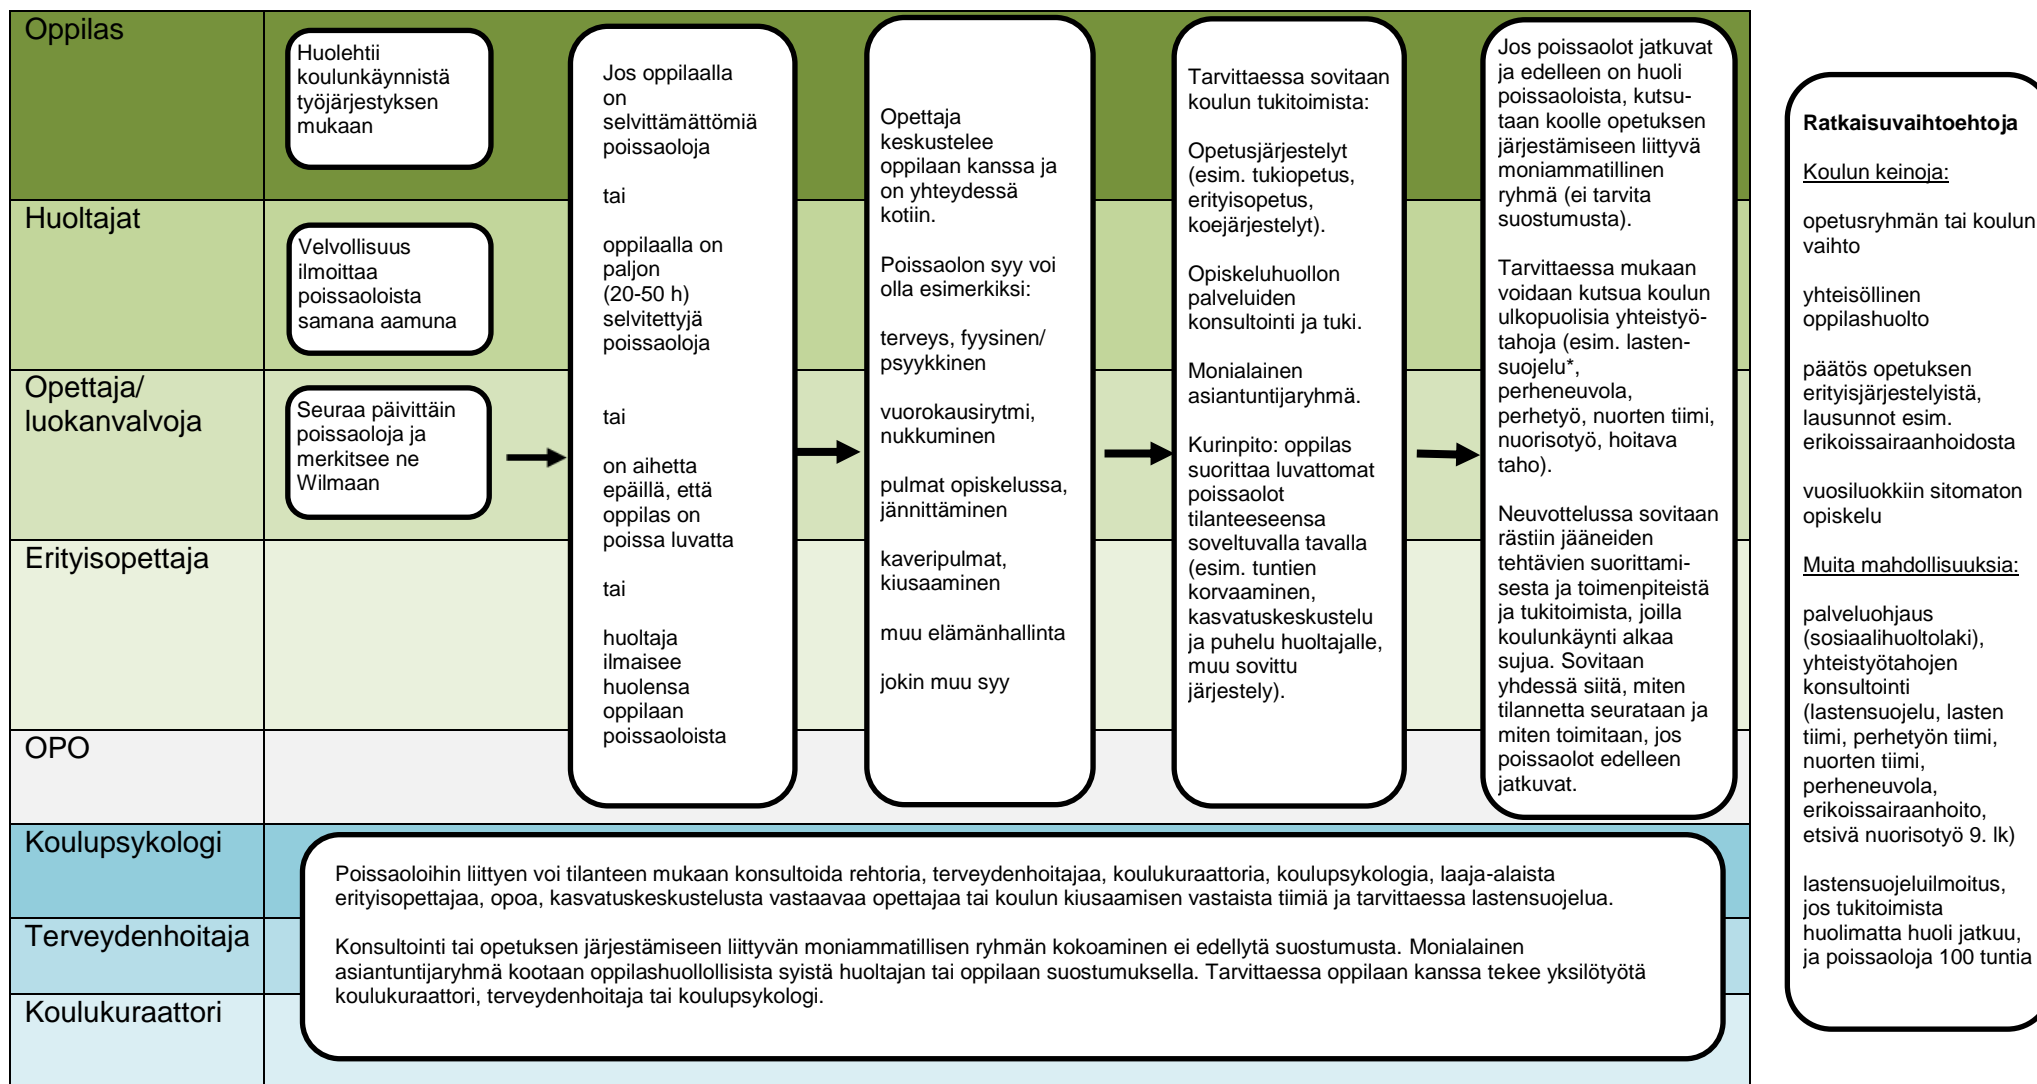 Oppilas
Huolehtii
koulunkäynnistä
työjärjestyksen
mukaan
Huoltajat
Velvollisuus
ilmoittaa
poissaoloista
samana aamuna
Opettaja/
luokanvalvoja
Seuraa päivittäin
poissaoloja ja
merkitsee ne
Wilmaan
Erityisopettaja
OPO
Jos oppilaalla
on
selvittämättömiä
poissaoloja
tai
oppilaalla on
paljon
(20-50 h)
selvitettyjä
poissaoloja
tai
on aihetta
epäillä, että
oppilas on
poissa luvatta
tai
huoltaja
ilmaisee
huolensa
oppilaan
poissaoloista
Opettaja
keskustelee
oppilaan kanssa ja
on yhteydessä
kotiin.
Poissaolon syy voi
olla esimerkiksi:
terveys, fyysinen/
psyykkinen
vuorokausirytmi,
nukkuminen
pulmat opiskelussa,
jännittäminen
kaveripulmat,
kiusaaminen
muu elämänhallinta
jokin muu syy
Tarvittaessa sovitaan
koulun tukitoimista:
Opetusjärjestelyt
(esim. tukiopetus,
erityisopetus,
koejärjestelyt).
Opiskeluhuollon
palveluiden
konsultointi ja tuki.
Monialainen
asiantuntijaryhmä.
Kurinpito: oppilas
suorittaa luvattomat
poissaolot
tilanteeseensa
soveltuvalla tavalla
(esim. tuntien
korvaaminen,
kasvatuskeskustelu
ja puhelu huoltajalle,
muu sovittu
järjestely).
Jos poissaolot jatkuvat
ja edelleen on huoli
poissaoloista, kutsu-
taan koolle opetuksen
järjestämiseen liittyvä
moniammatillinen
ryhmä (ei tarvita
suostumusta).
Tarvittaessa mukaan
voidaan kutsua koulun
ulkopuolisia yhteistyö-
tahoja (esim. lasten-
suojelu*,
perheneuvola,
perhetyö, nuorten tiimi,
nuorisotyö, hoitava
taho).
Neuvottelussa sovitaan
rästiin jääneiden
tehtävien suorittami-
sesta ja toimenpiteistä
ja tukitoimista, joilla
koulunkäynti alkaa
sujua. Sovitaan
yhdessä siitä, miten
tilannetta seurataan ja
miten toimitaan, jos
poissaolot edelleen
jatkuvat.
Koulupsykologi
Terveydenhoitaja
Koulukuraattori
Poissaoloihin liittyen voi tilanteen mukaan konsultoida rehtoria, terveydenhoitajaa, koulukuraattoria, koulupsykologia, laaja-alaista
erityisopettajaa, opoa, kasvatuskeskustelusta vastaavaa opettajaa tai koulun kiusaamisen vastaista tiimiä ja tarvittaessa lastensuojelua.
Konsultointi tai opetuksen järjestämiseen liittyvän moniammatillisen ryhmän kokoaminen ei edellytä suostumusta. Monialainen
asiantuntijaryhmä kootaan oppilashuollollisista syistä huoltajan tai oppilaan suostumuksella. Tarvittaessa oppilaan kanssa tekee yksilötyötä
koulukuraattori, terveydenhoitaja tai koulupsykologi.
Ratkaisuvaihtoehtoja
Koulun keinoja:
opetusryhmän tai koulun
vaihto
yhteisöllinen
oppilashuolto
päätös opetuksen
erityisjärjestelyistä,
lausunnot esim.
erikoissairaanhoidosta
vuosiluokkiin sitomaton
opiskelu
Muita mahdollisuuksia:
palveluohjaus
(sosiaalihuoltolaki),
yhteistyötahojen
konsultointi
(lastensuojelu, lasten
tiimi, perhetyön tiimi,
nuorten tiimi,
perheneuvola,
erikoissairaanhoito,
etsivä nuorisotyö 9. lk)
lastensuojeluilmoitus,
jos tukitoimista
huolimatta huoli jatkuu,
ja poissaoloja 100 tuntia